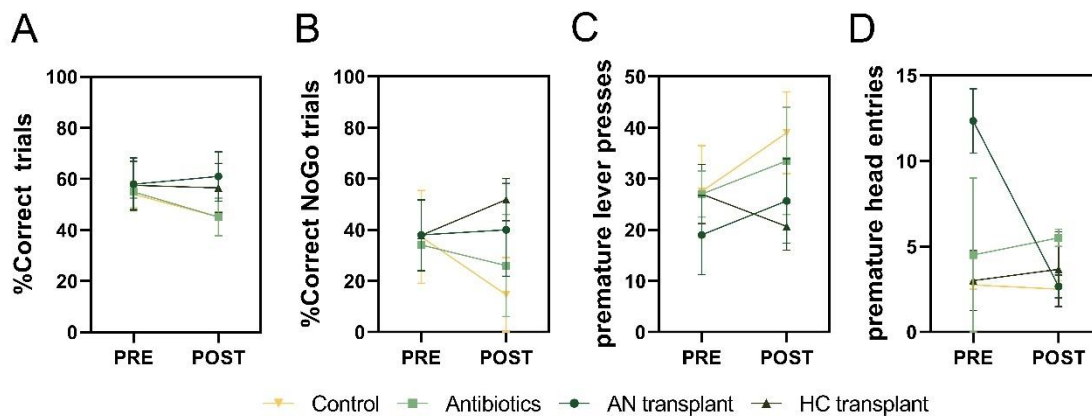 A
%Correct trials
100
80
60
40
20
0
PRE POST
B
%Correct NoGo trials
100
80
60
40
20
0
PRE POST
C
premature lever presses
50
40
30
20
10
0
PRE POST
D
premature head entries
15
10
5
0
PRE POST
Control Antibiotics AN transplant HC transplant